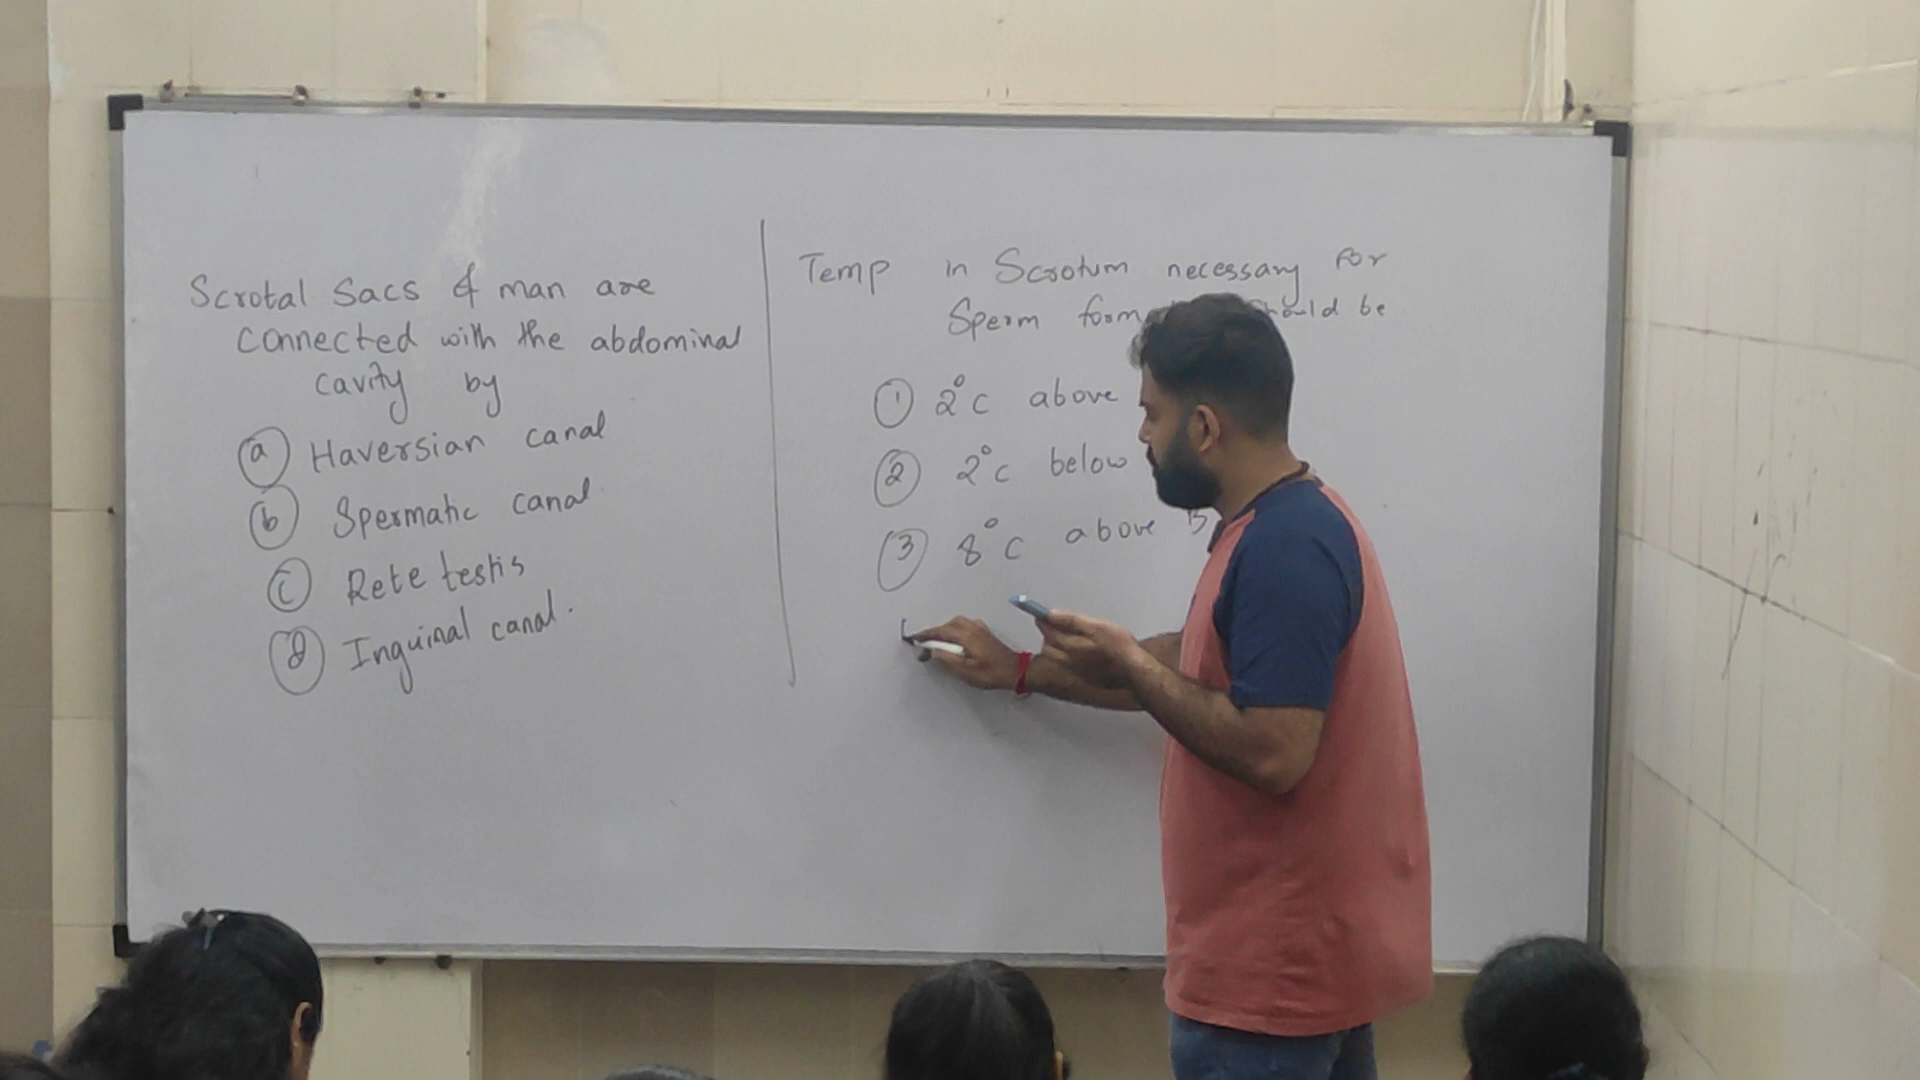 Scrotal Sacs of man are
connected with the abdominal
cavity by
a Haversian canal
b Spermatic canal.
c Rete testis
d Inguinal canal.
Temp in Scrotum necessary for
Sperm form should be
1 2°c above
2 2°c below
3 8°c above B